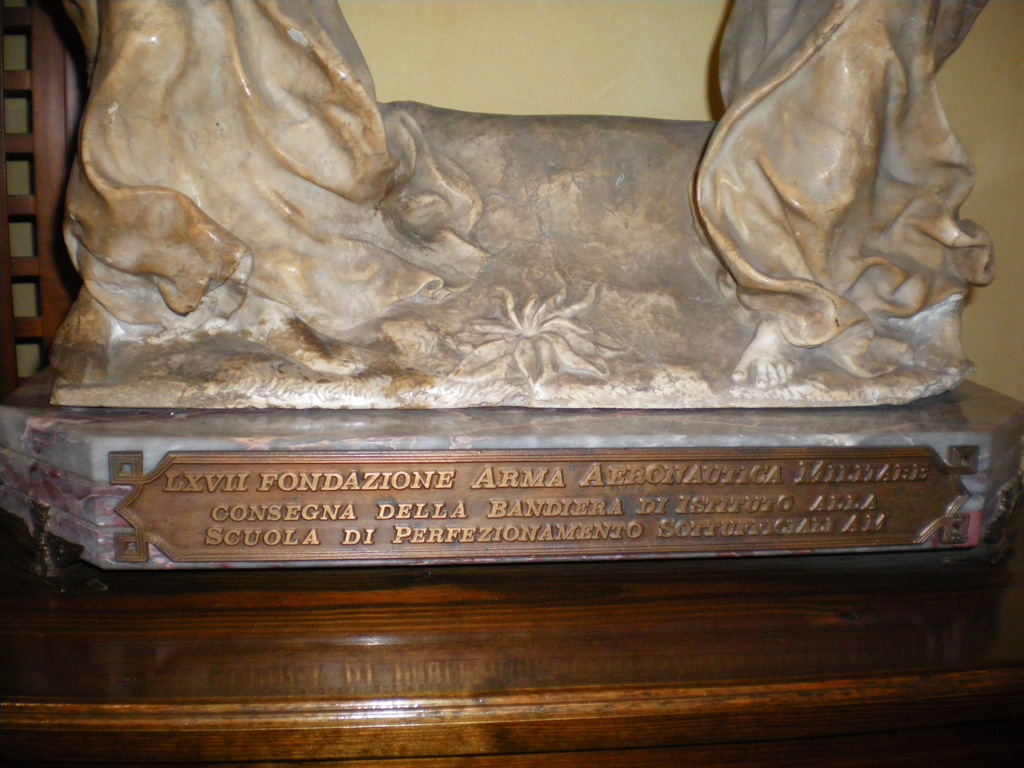 LXVII FONDAZIONE ARMA AERONAUTICA MILITARE
CONSEGNA DELLA BANDIERA DI ISTITUTO ALLA
SCUOLA DI PERFEZIONAMENTO SOTTUFFICIALI AM